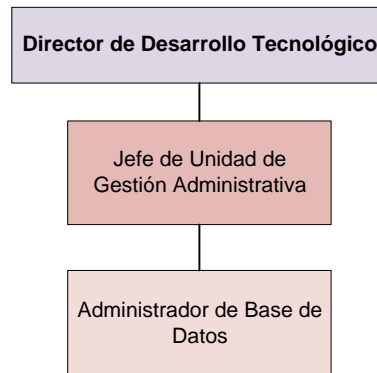 Director de Desarrollo Tecnológico
Jefe de Unidad de
Gestión Administrativa
Administrador de Base de
Datos